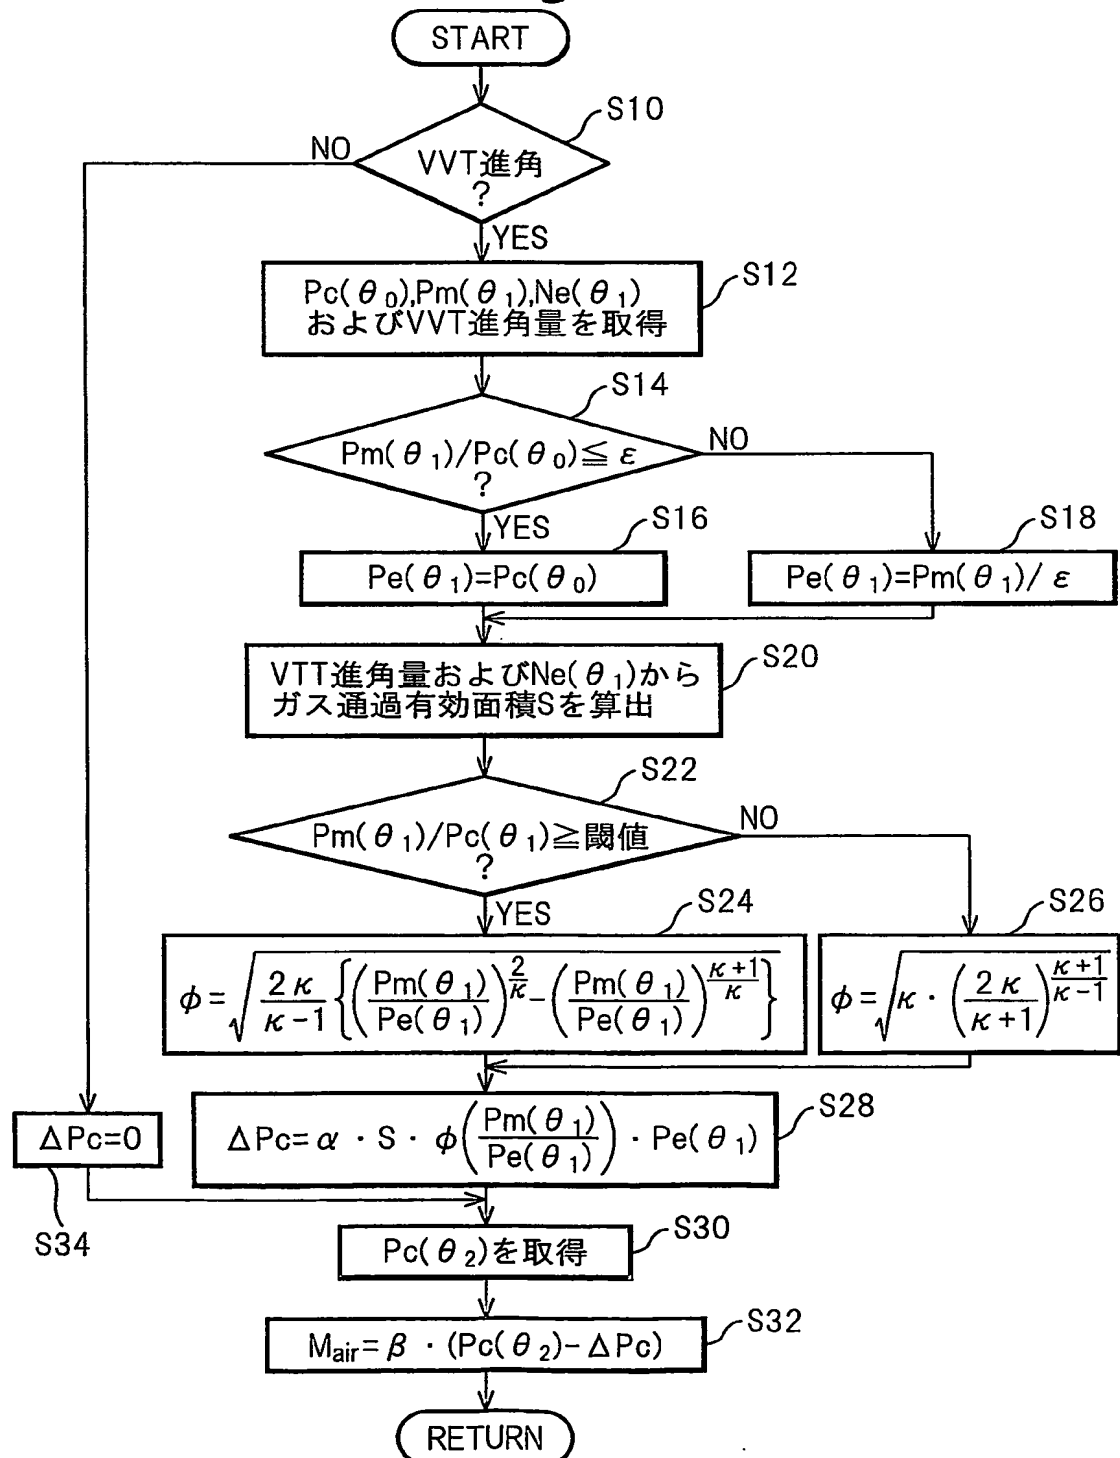 START
S10
NO
VVT進角
?
YES
S12
Pc(θ₀),Pm(θ₁),Ne(θ₁)
およびVVT進角量を取得
S14
Pm(θ₁)/Pc(θ₀)≦ε
?
NO
YES
S16
Pe(θ₁)=Pc(θ₀)
S18
Pe(θ₁)=Pm(θ₁)/ε
S20
VTT進角量およびNe(θ₁)から
ガス通過有効面積Sを算出
S22
Pm(θ₁)/Pc(θ₁)≧閾値
?
NO
YES
S24
φ=√(2κ/(κ-1){(Pm(θ₁)/Pe(θ₁))^(2/κ)-(Pm(θ₁)/Pe(θ₁))^((κ+1)/κ)})
S26
φ=√(κ・(2κ/(κ+1))^((κ+1)/(κ-1)))
S28
ΔPc=α・S・φ(Pm(θ₁)/Pe(θ₁))・Pe(θ₁)
ΔPc=0
S34
S30
Pc(θ₂)を取得
S32
Mair=β・(Pc(θ₂)-ΔPc)
RETURN